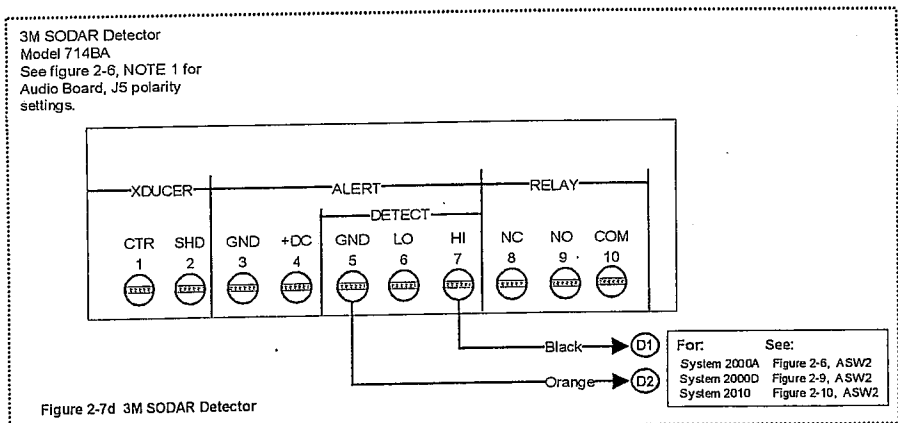 3M SODAR Detector
Model 714BA
See figure 2-6, NOTE 1 for
Audio Board, J5 polarity
settings.
XDUCER ALERT RELAY
DETECT
CTR SHD GND +DC GND LO HI NC NO COM
1 2 3 4 5 6 7 8 9 10
Black D1
Orange D2
For: See:
System 2000A Figure 2-6, ASW2
System 2000D Figure 2-9, ASW2
System 2010 Figure 2-10, ASW2
Figure 2-7d 3M SODAR Detector